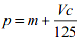 p = m + Vc/125